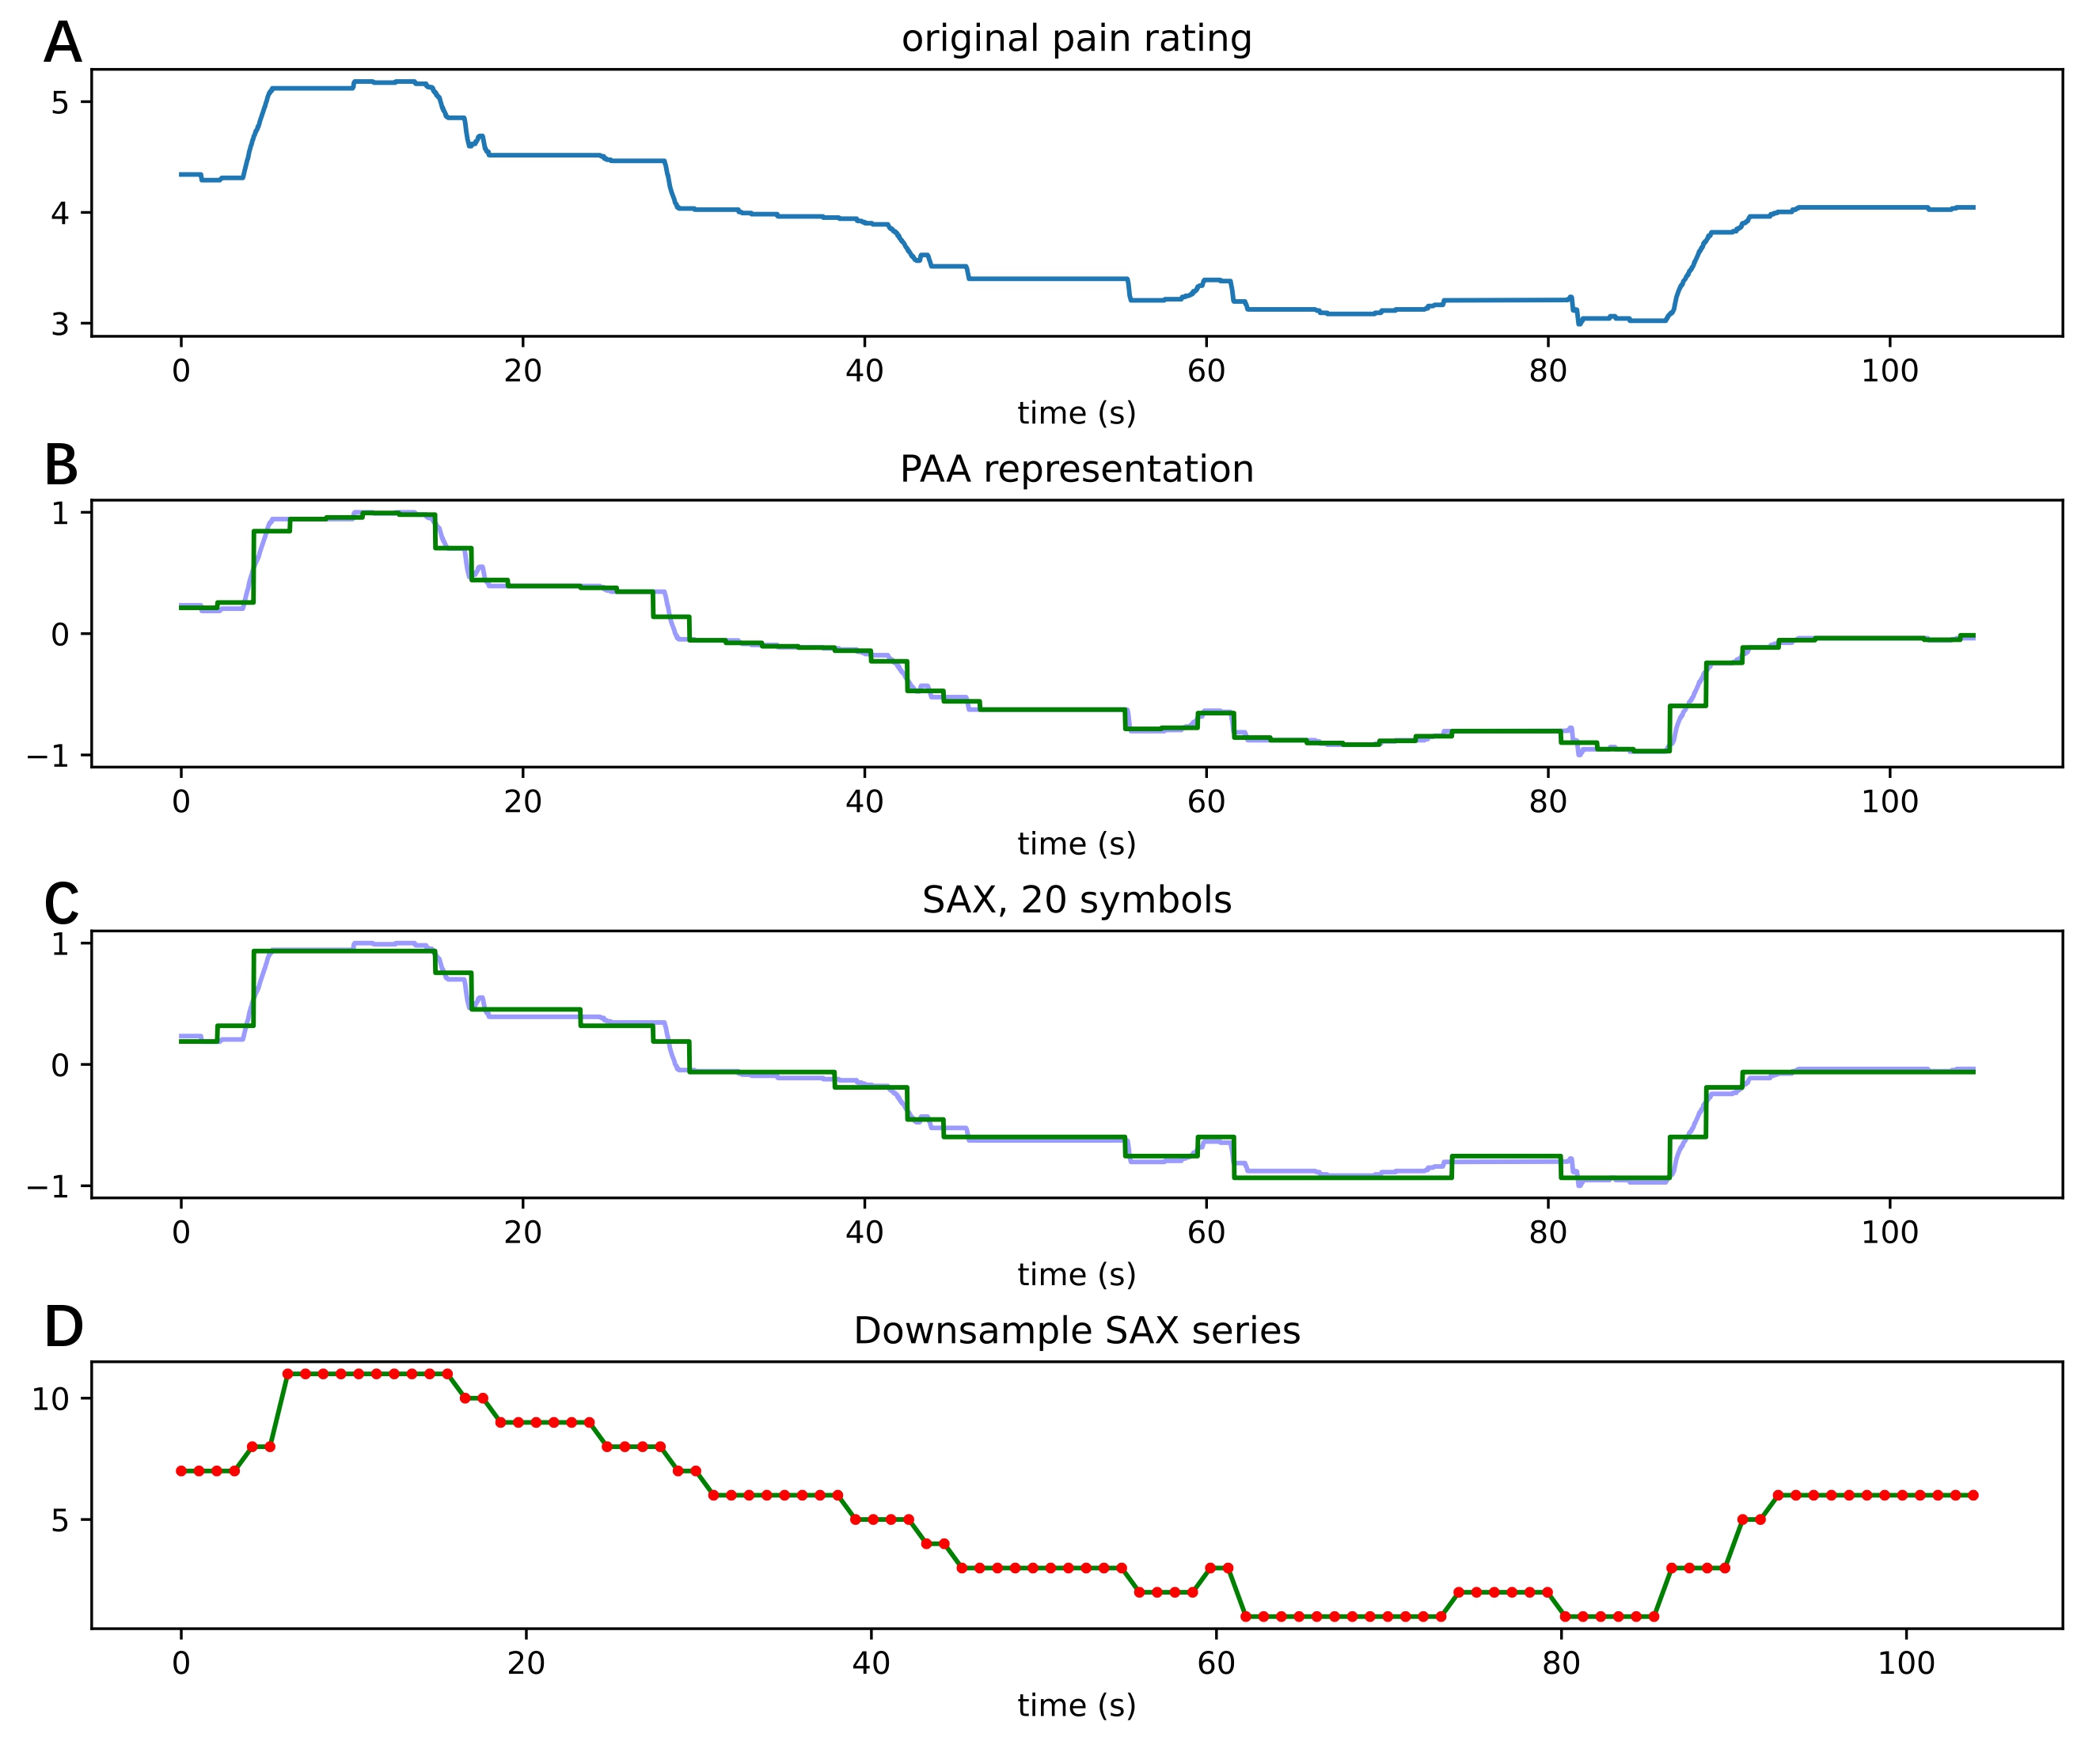 A
original pain rating
5
4
3
0 20 40 60 80 100
time (s)
B
PAA representation
1
0
−1
0 20 40 60 80 100
time (s)
C
SAX, 20 symbols
1
0
−1
0 20 40 60 80 100
time (s)
D
Downsample SAX series
10
5
0 20 40 60 80 100
time (s)